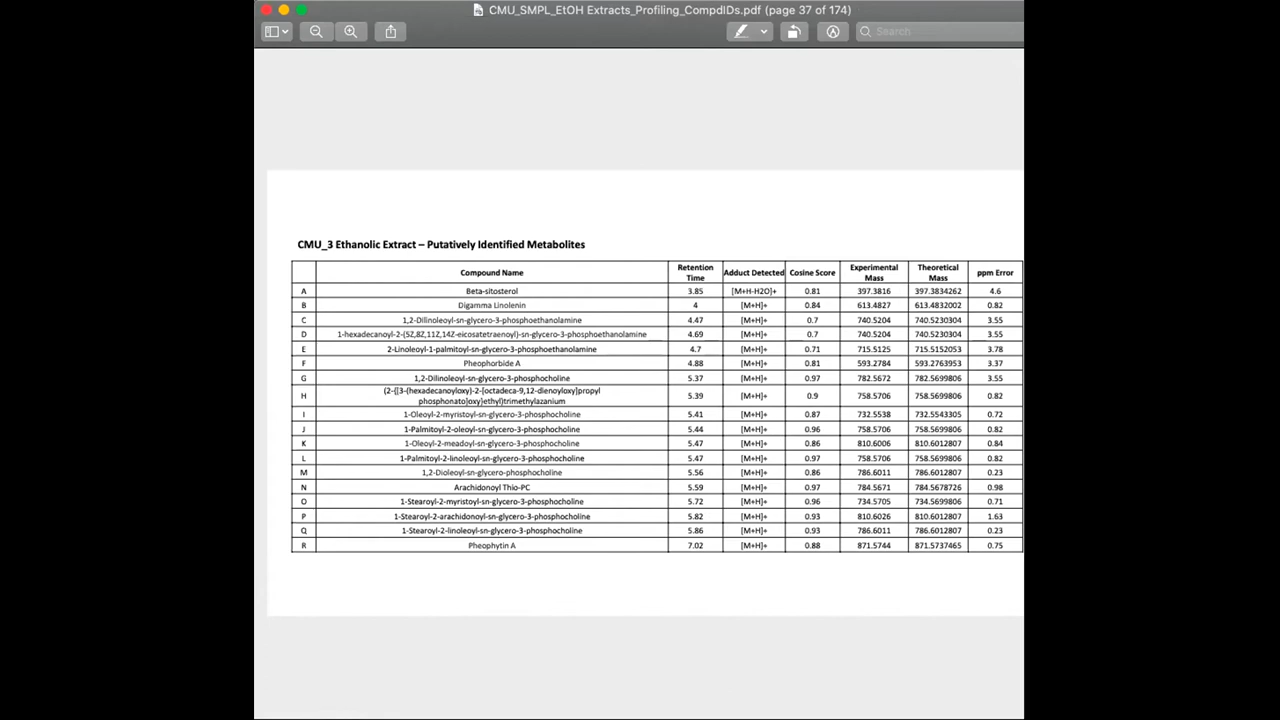 CMU_SMPL_EtOH Extracts_Profiling_CompdIDs.pdf (page 37 of 174)
Search
CMU_3 Ethanolic Extract – Putatively Identified Metabolites
Compound Name Retention Time Adduct Detected Cosine Score Experimental Mass Theoretical Mass ppm Error
A Beta-sitosterol 3.85 [M+H-H2O]+ 0.81 397.3816 397.3834262 4.6
B Digamma Linolenin 4 [M+H]+ 0.84 613.4827 613.4832002 0.82
C 1,2-Dilinoleoyl-sn-glycero-3-phosphoethanolamine 4.47 [M+H]+ 0.7 740.5204 740.5230304 3.55
D 1-hexadecanoyl-2-(5Z,8Z,11Z,14Z-eicosatetraenoyl)-sn-glycero-3-phosphoethanolamine 4.69 [M+H]+ 0.7 740.5204 740.5230304 3.55
E 2-Linoleoyl-1-palmitoyl-sn-glycero-3-phosphoethanolamine 4.7 [M+H]+ 0.71 715.5125 715.5152053 3.78
F Pheophorbide A 4.88 [M+H]+ 0.81 593.2784 593.2763951 3.37
G 1,2-Dilinoleoyl-sn-glycero-3-phosphocholine 5.37 [M+H]+ 0.97 782.5672 782.5699806 3.55
H (2-{[3-(hexadecanoyloxy)-2-[octadeca-9,12-dienoyloxy]propyl phosphonato]oxy}ethyl)trimethylazanium 5.39 [M+H]+ 0.9 758.5706 758.5699806 0.82
I 1-Oleoyl-2-myristoyl-sn-glycero-3-phosphocholine 5.41 [M+H]+ 0.87 732.5538 732.5543305 0.72
J 1-Palmitoyl-2-oleoyl-sn-glycero-3-phosphocholine 5.44 [M+H]+ 0.96 758.5706 758.5699806 0.82
K 1-Oleoyl-2-meadoyl-sn-glycero-3-phosphocholine 5.47 [M+H]+ 0.86 810.6006 810.6012807 0.84
L 1-Palmitoyl-2-linoleoyl-sn-glycero-3-phosphocholine 5.47 [M+H]+ 0.97 758.5706 758.5699806 0.82
M 1,2-Dioleoyl-sn-glycero-phosphocholine 5.56 [M+H]+ 0.86 786.6011 786.6012807 0.23
N Arachidonoyl Thio-PC 5.59 [M+H]+ 0.97 784.5671 784.5678726 0.98
O 1-Stearoyl-2-myristoyl-sn-glycero-3-phosphocholine 5.72 [M+H]+ 0.96 734.5705 734.5699806 0.71
P 1-Stearoyl-2-arachidonoyl-sn-glycero-3-phosphocholine 5.82 [M+H]+ 0.93 810.6026 810.6012807 1.63
Q 1-Stearoyl-2-linoleoyl-sn-glycero-3-phosphocholine 5.86 [M+H]+ 0.93 786.6011 786.6012807 0.23
R Pheophytin A 7.02 [M+H]+ 0.88 871.5744 871.5737465 0.75